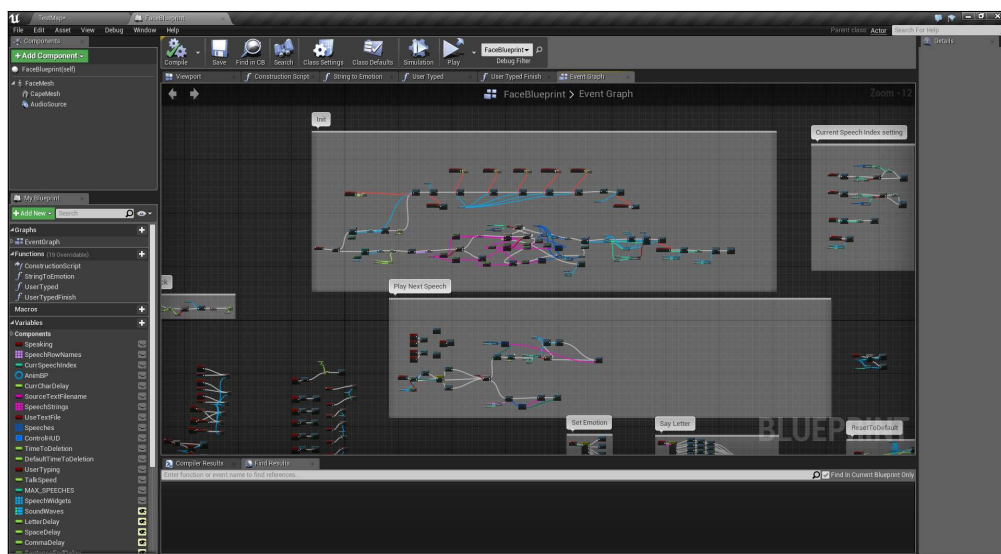 TestMap*
FaceBlueprint
File Edit Asset View Debug Window Help
Parent class: Actor
Search For Help
Components
+ Add Component
FaceBlueprint(self)
FaceMesh
CapeMesh
AudioSource
Compile
Save
Find in CB
Search
Class Settings
Class Defaults
Simulation
Play
FaceBlueprint
Debug Filter
Details
Viewport
Construction Script
String to Emotion
User Typed
User Typed Finish
Event Graph
FaceBlueprint > Event Graph
Zoom -12
Init
Current Speech Index setting
Play Next Speech
Set Emotion
Say Letter
ResetToDefault
BLUEPRINT
My Blueprint
+ Add New
Search
Graphs
EventGraph
Functions (19 Overridable)
ConstructionScript
StringToEmotion
UserTyped
UserTypedFinish
Macros
Variables
Components
Speaking
SpeechRowNames
CurrSpeechIndex
AnimBP
CurrCharDelay
SourceTextFilename
SpeechStrings
UseTextFile
Speeches
ControlHUD
TimeToDeletion
DefaultTimeToDeletion
UserTyping
TalkSpeed
MAX_SPEECHES
SpeechWidgets
SoundWaves
LetterDelay
SpaceDelay
CommaDelay
Compiler Results
Find Results
Enter function or event name to find references...
Find In Current Blueprint Only